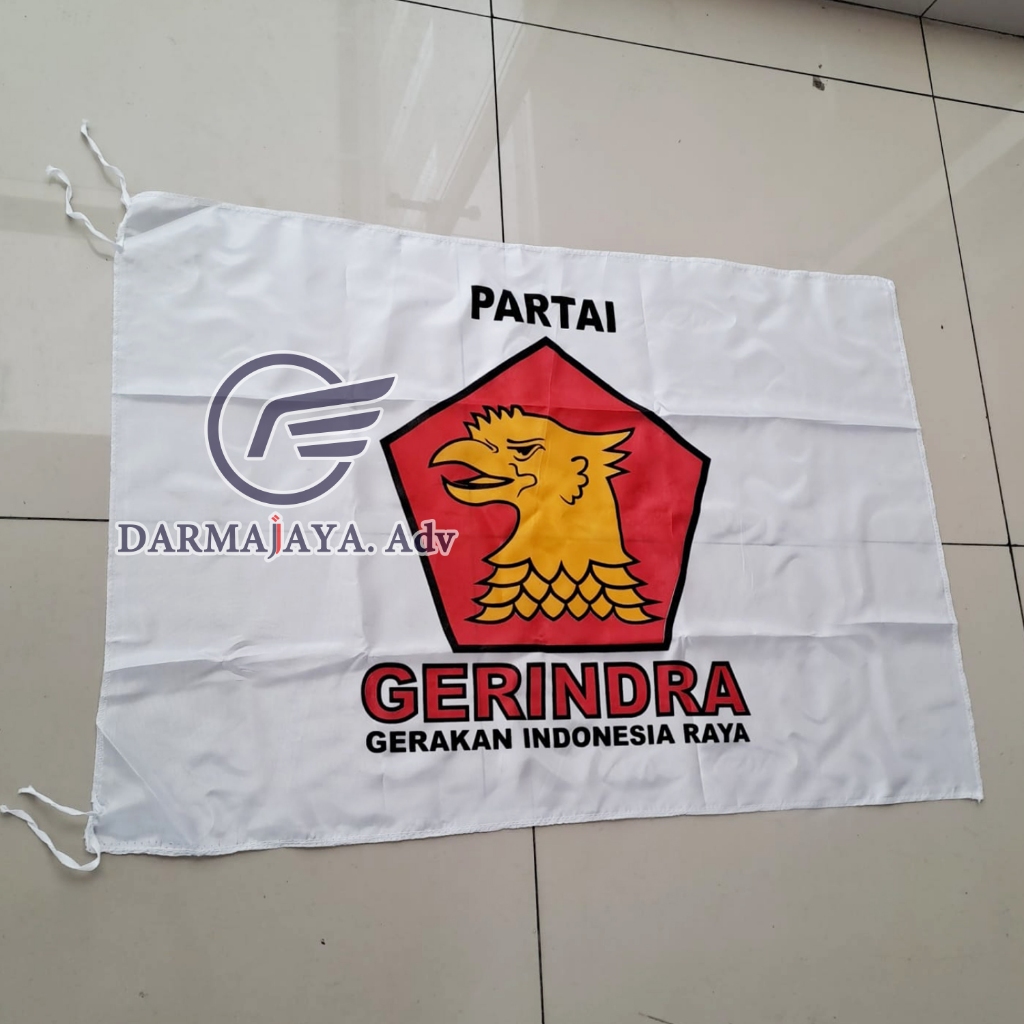 PARTAI
DARMAJAYA. Adv
GERINDRA
GERAKAN INDONESIA RAYA